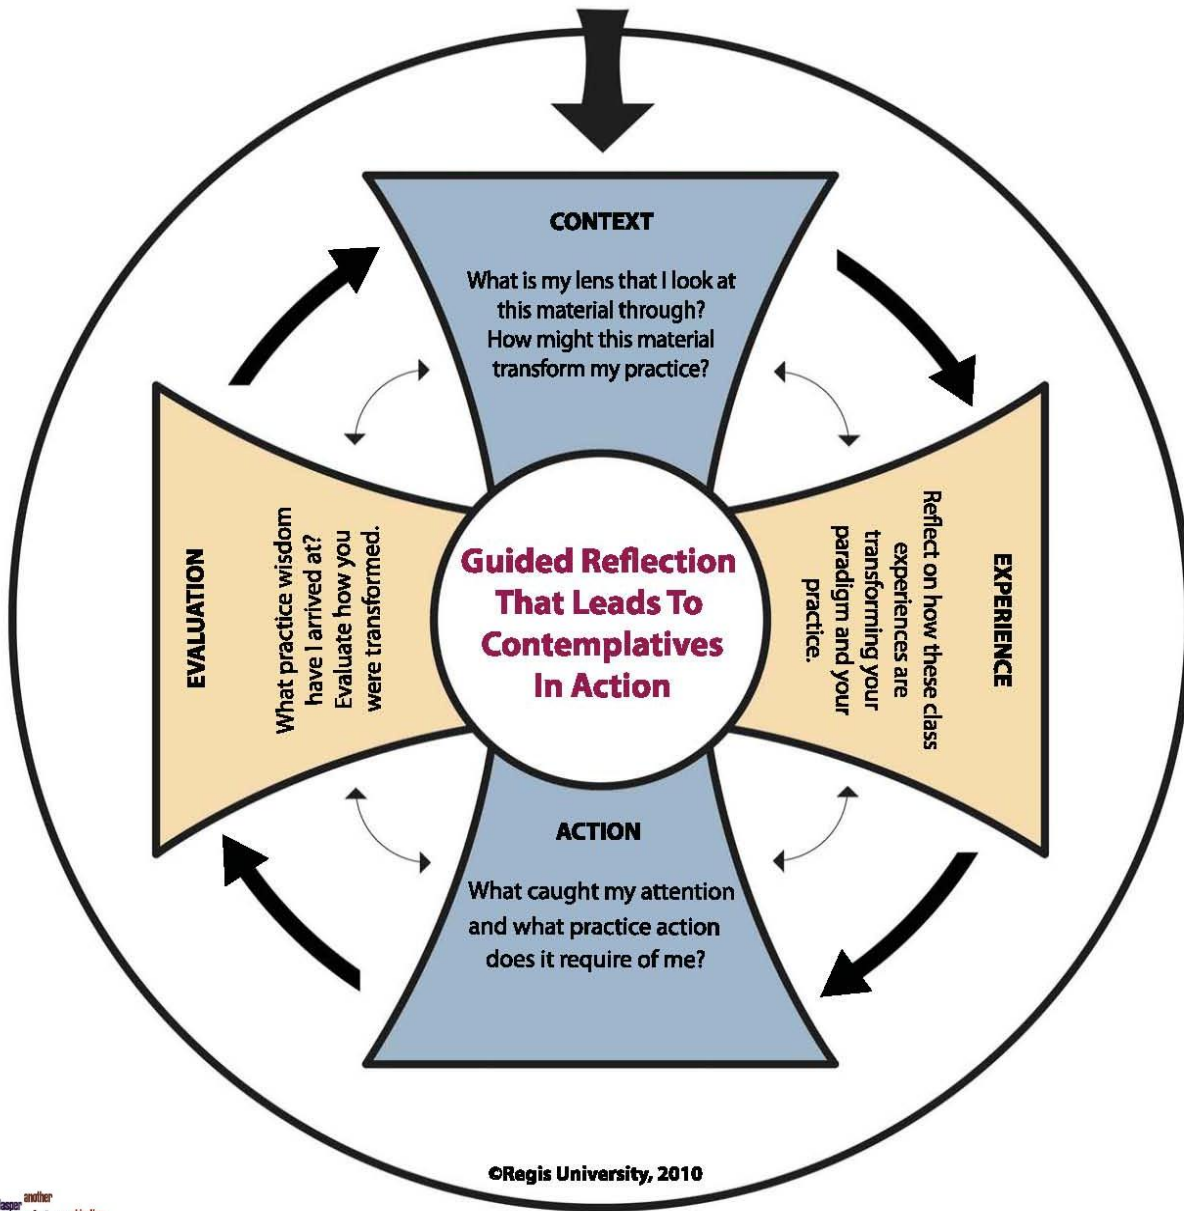 CONTEXT
What is my lens that I look at
this material through?
How might this material
transform my practice?
EXPERIENCE
Reflect on how these class
experiences are
transforming your
paradigm and your
practice.
ACTION
What caught my attention
and what practice action
does it require of me?
EVALUATION
What practice wisdom
have I arrived at?
Evaluate how you
were transformed.
Guided Reflection
That Leads To
Contemplatives
In Action
©Regis University, 2010
another